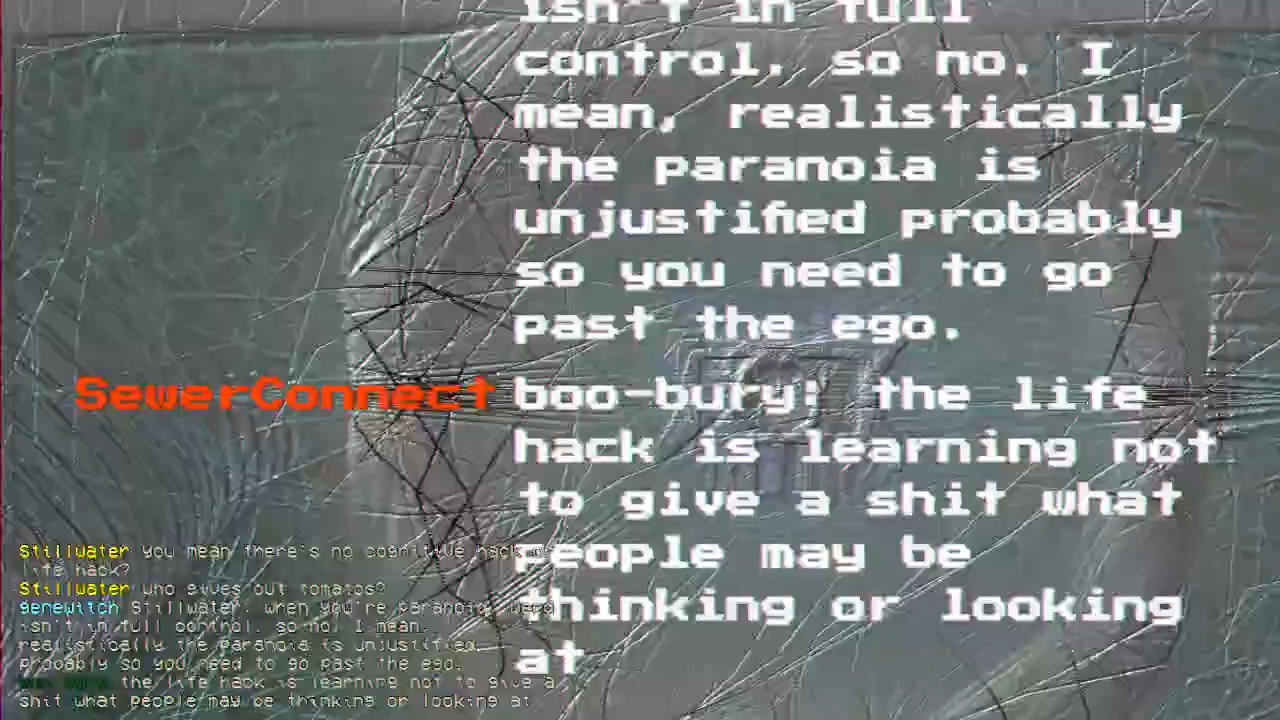 isn't in full
control, so no. I
mean, realistically
the paranoia is
unjustified probably
so you need to go
past the ego.
SewerConnect boo-bury: the life
hack is learning not
to give a shit what
people may be
thinking or looking
at
Stillwater you mean there's no cognitive hack or
life hack?
Stillwater who gives out tomatos?
genewitch Stillwater: when you're paranoid,
isn't in full control, so no. I mean,
realistically the paranoia is unjustified
probably so you need to go past the ego.
the life hack is learning not to give a
shit what people may be thinking or looking at